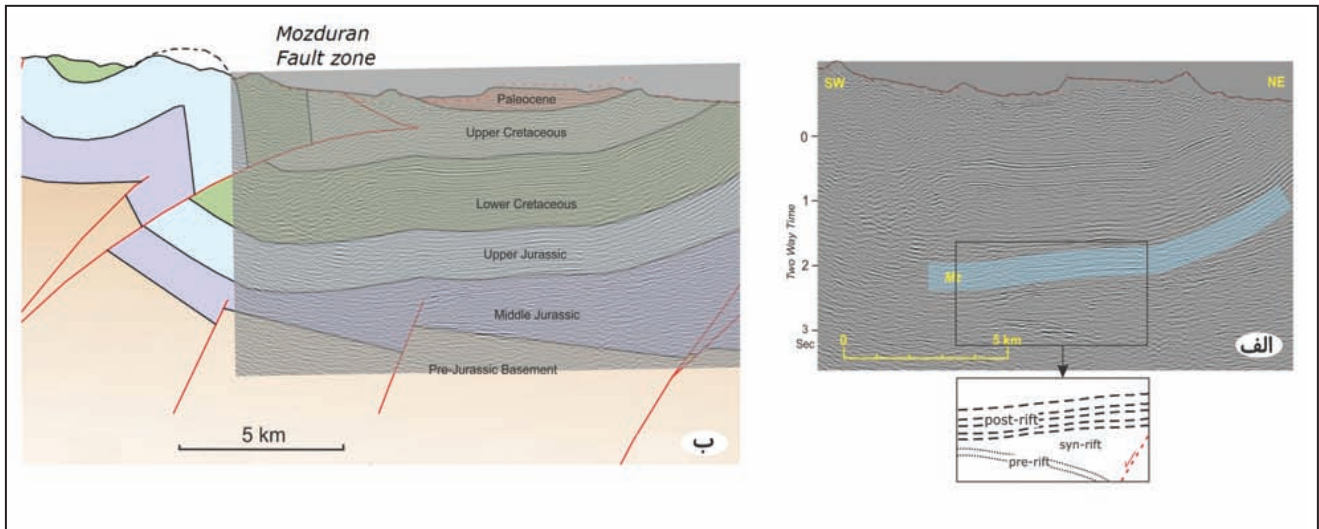 Mozduran
Fault zone
Paleocene
Upper Cretaceous
Lower Cretaceous
Upper Jurassic
Middle Jurassic
Pre-Jurassic Basement
5 km
ب
SW
NE
0
1
2
3
Sec
Two Way Time
Mz
0
5 km
الف
post-rift
syn-rift
pre-rift